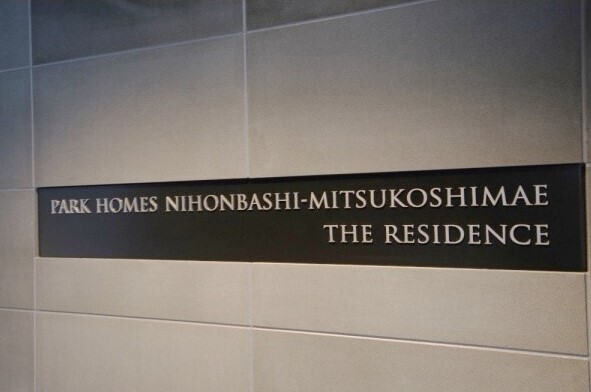 PARK HOMES NIHONBASHI-MITSUKOSHIMAE
THE RESIDENCE